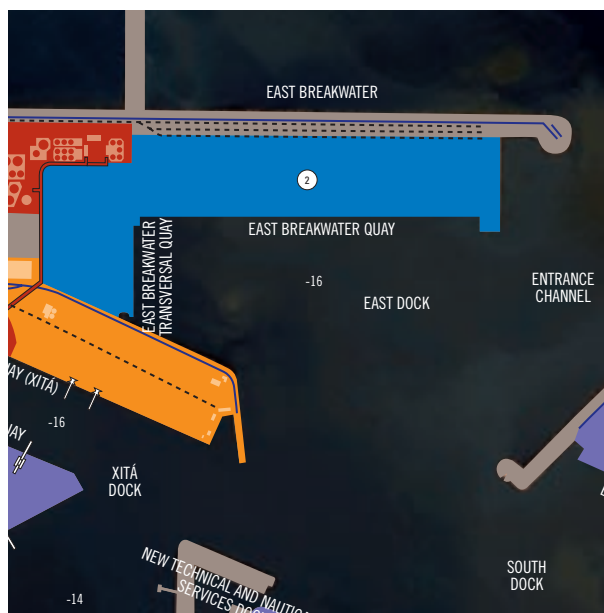 EAST BREAKWATER
2
EAST BREAKWATER QUAY
EAST BREAKWATER
TRANSVERSAL QUAY
-16
EAST DOCK
ENTRANCE
CHANNEL
(XITÁ)
-16
XITÁ
DOCK
NEW TECHNICAL AND
SERVICES
SOUTH
DOCK
-14